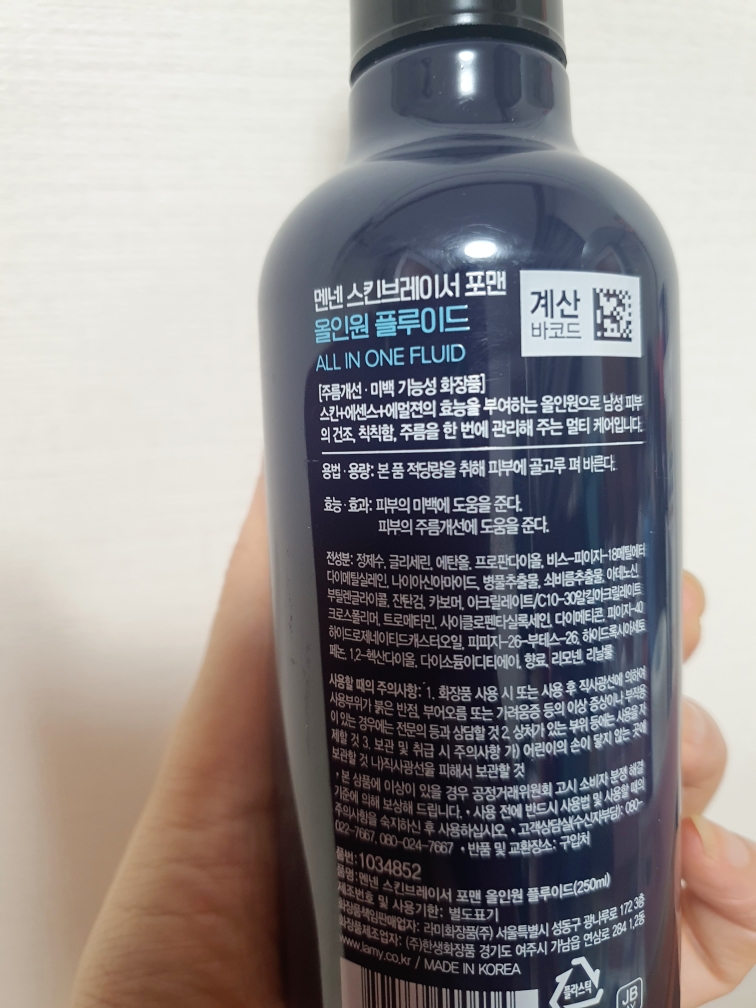 멘넨 스킨브레이서 포맨
올인원 플루이드
ALL IN ONE FLUID
계산
바코드
[주름개선 · 미백 기능성 화장품]
스킨+에센스+에멀젼의 효능을 부여하는 올인원으로 남성 피부
의 건조, 칙칙함, 주름을 한 번에 관리해 주는 멀티 케어입니다.
용법 · 용량: 본 품 적당량을 취해 피부에 골고루 펴 바른다.
효능 · 효과: 피부의 미백에 도움을 준다.
피부의 주름개선에 도움을 준다.
전성분: 정제수, 글리세린, 에탄올, 프로판다이올, 비스-피이지-18메틸에터
다이메틸실레인, 나이아신아마이드, 병풀추출물, 쇠비름추출물, 아데노신,
부틸렌글라이콜, 잔탄검, 카보머, 아크릴레이트/C10-30알킬아크릴레이트
크로스폴리머, 트로메타민, 사이클로펜타실록세인, 다이메티콘, 피이지-40
하이드로제네이티드캐스터오일, 피피지-26-부테스-26, 하이드록시아세토
페논, 1,2-헥산다이올, 다이소듐이디티에이, 향료, 리모넨, 리날룰
사용할 때의 주의사항: 1. 화장품 사용 시 또는 사용 후 직사광선에 의하여
사용부위가 붉은 반점, 부어오름 또는 가려움증 등의 이상 증상이나 부작용
이 있는 경우에는 전문의 등과 상담할 것 2. 상처가 있는 부위 등에는 사용을 자
제할 것 3. 보관 및 취급 시 주의사항 가) 어린이의 손이 닿지 않는 곳에
보관할 것 나)직사광선을 피해서 보관할 것
• 본 상품에 이상이 있을 경우 공정거래위원회 고시 소비자 분쟁 해결
기준에 의해 보상해 드립니다. • 사용 전에 반드시 사용법 및 사용할 때의
주의사항을 숙지하신 후 사용하십시오 • 고객상담실(수신자부담): 080-
022-7667, 080-024-7667 • 반품 및 교환장소: 구입처
품번: 1034852
품명: 멘넨 스킨브레이서 포맨 올인원 플루이드(250ml)
제조번호 및 사용기한: 별도표기
화장품책임판매업자: 라미화장품(주) 서울특별시 성동구 광나루로 172 3층
화장품제조업자: (주)한생화장품 경기도 여주시 가남읍 연삼로 284 1,2동
www.lamy.co.kr / MADE IN KOREA
플라스틱
JB